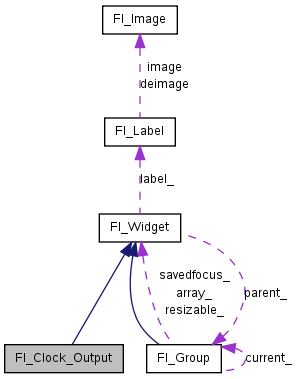 Fl_Image
image
deimage
Fl_Label
label_
Fl_Widget
savedfocus_
array_
resizable_
parent_
Fl_Clock_Output
Fl_Group
current_